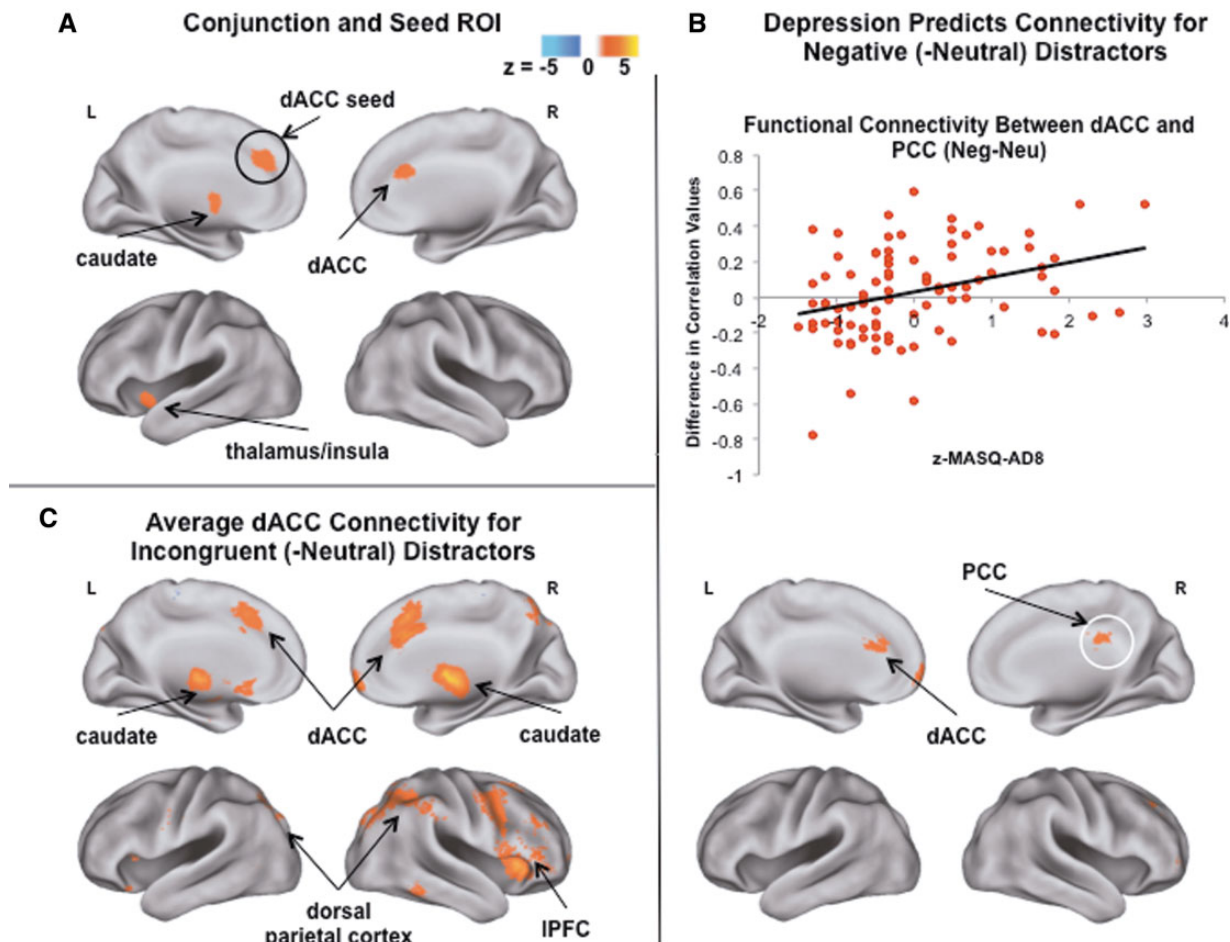 A
Conjunction and Seed ROI
z = -5 0 5
L
dACC seed
R
caudate
dACC
thalamus/insula
B
Depression Predicts Connectivity for
Negative (-Neutral) Distractors
Functional Connectivity Between dACC and
PCC (Neg-Neu)
Difference in Correlation Values
0.8
0.6
0.4
0.2
0
-0.2
-0.4
-0.6
-0.8
-1
-2 -1 0 1 2 3 4
z-MASQ-AD8
L
PCC
R
dACC
C
Average dACC Connectivity for
Incongruent (-Neutral) Distractors
L
R
caudate
dACC
caudate
dorsal
parietal cortex
lPFC